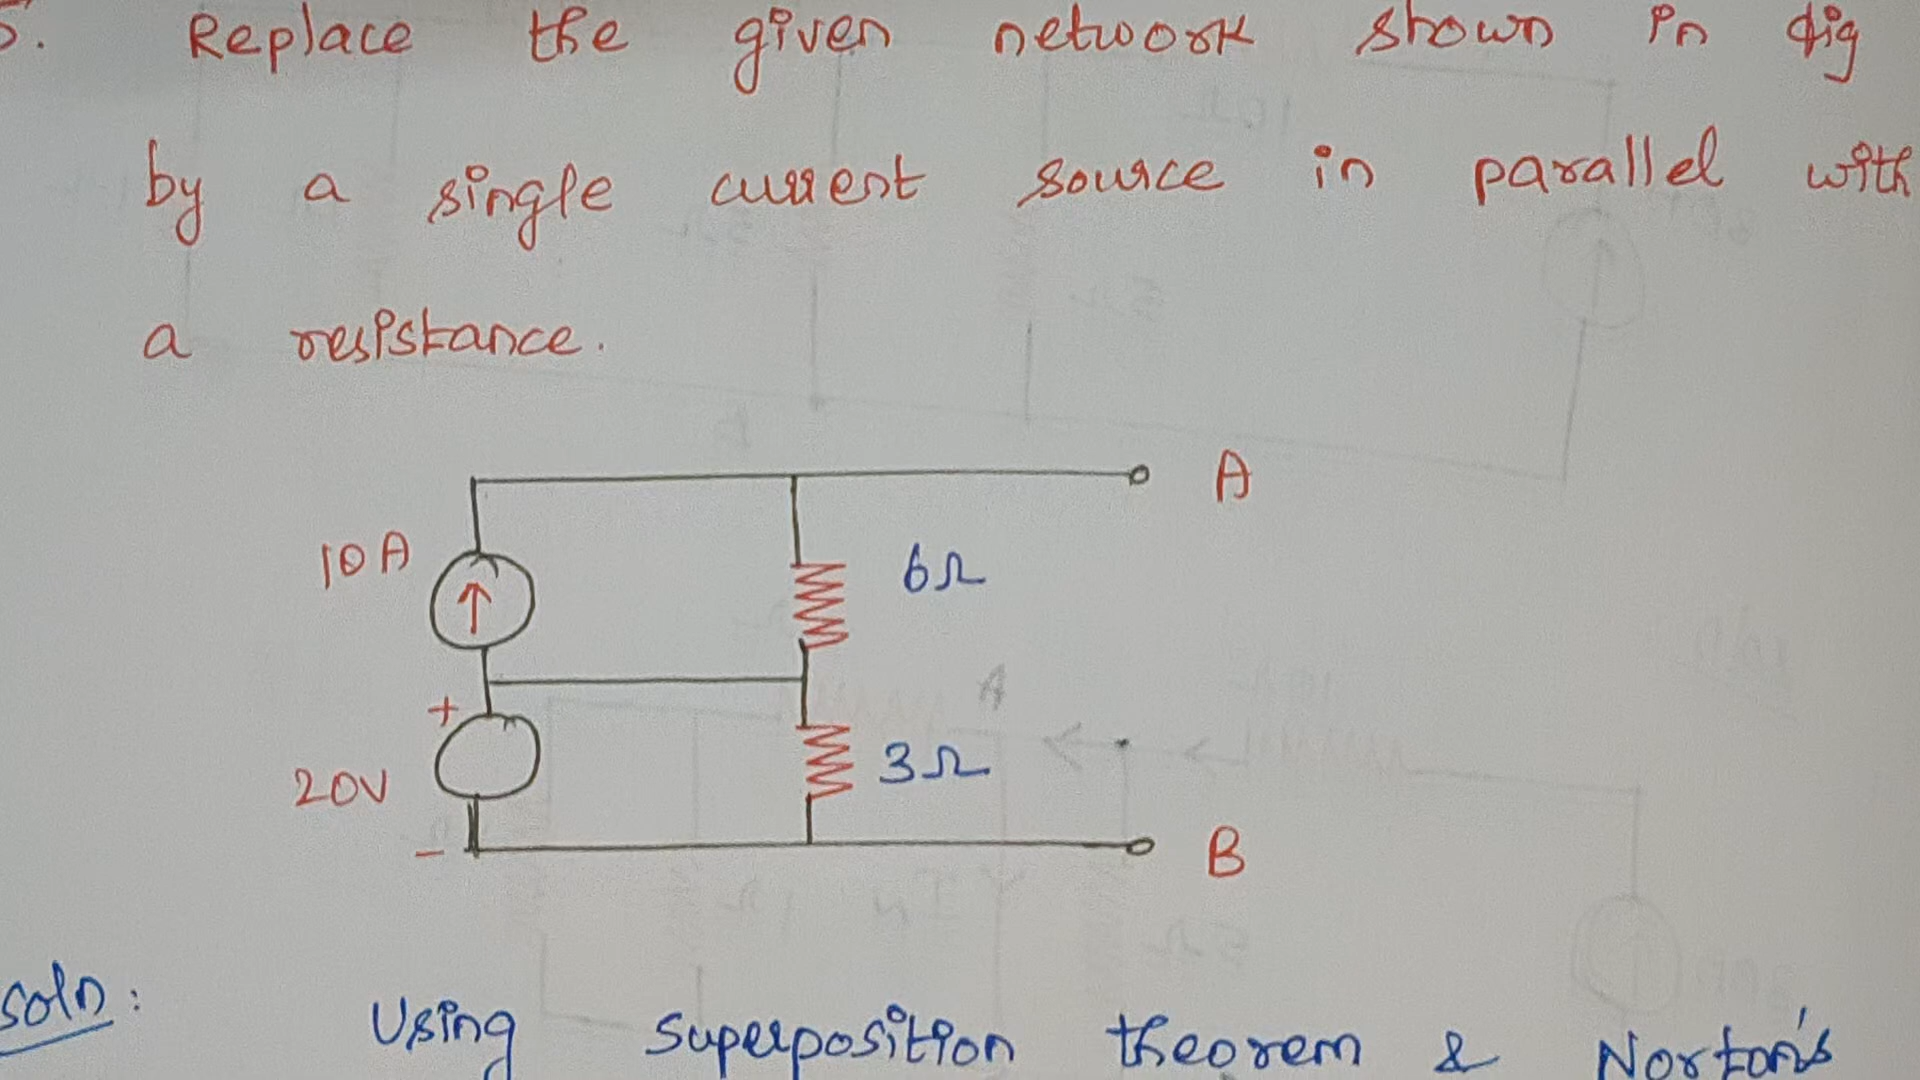 5. Replace the given network shown in fig
by a single current source in parallel with
a resistance.
A
10A
6Ω
+
20V
3Ω
-
B
Soln: Using superposition theorem & Norton's